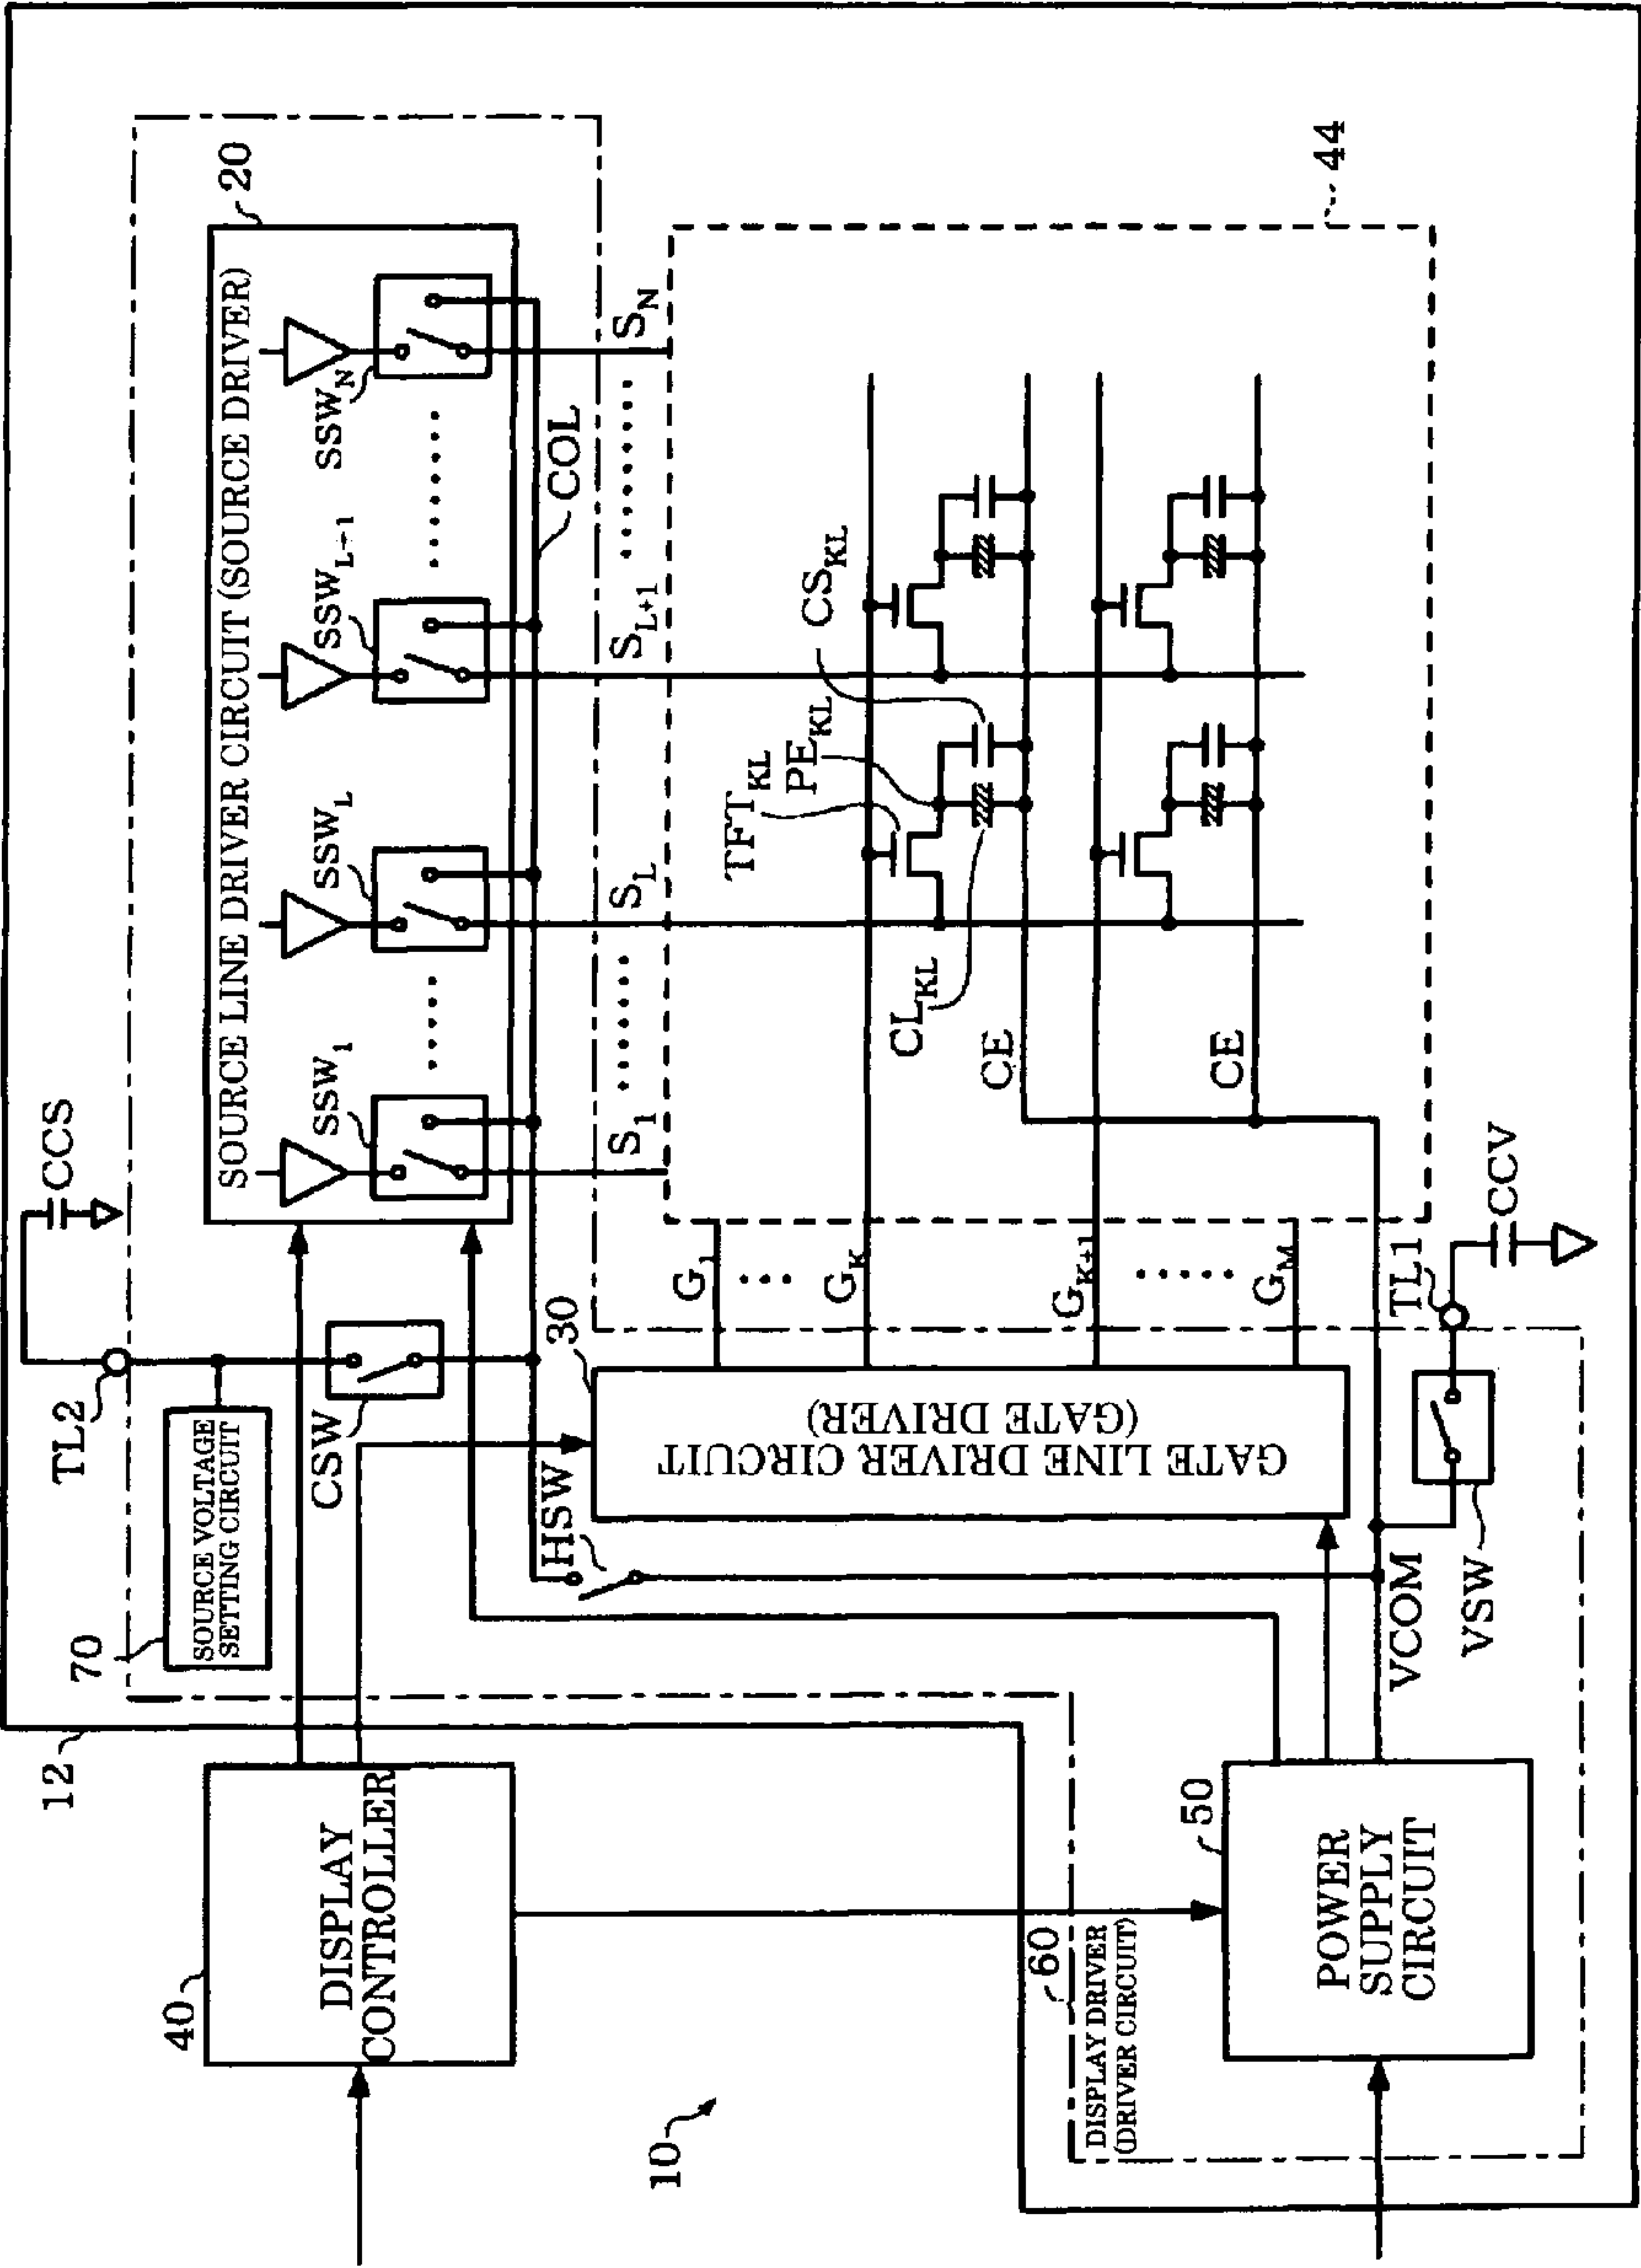 12
TL2
CCS
70
SOURCE VOLTAGE
SETTING CIRCUIT
CSW
40
DISPLAY
CONTROLLER
20
SOURCE LINE DRIVER CIRCUIT (SOURCE DRIVER)
SSW1
SSWL
SSWL+1
SSWN
COL
HSW
S1
SL
SL+1
SN
30
GATE LINE DRIVER CIRCUIT
(GATE DRIVER)
G1
GK
GK+1
GM
44
TFTKL
PEKL
CSKL
CLKL
CE
CE
10
60
DISPLAY DRIVER
(DRIVER CIRCUIT)
50
POWER
SUPPLY
CIRCUIT
VCOM
VSW
TL1
CCV